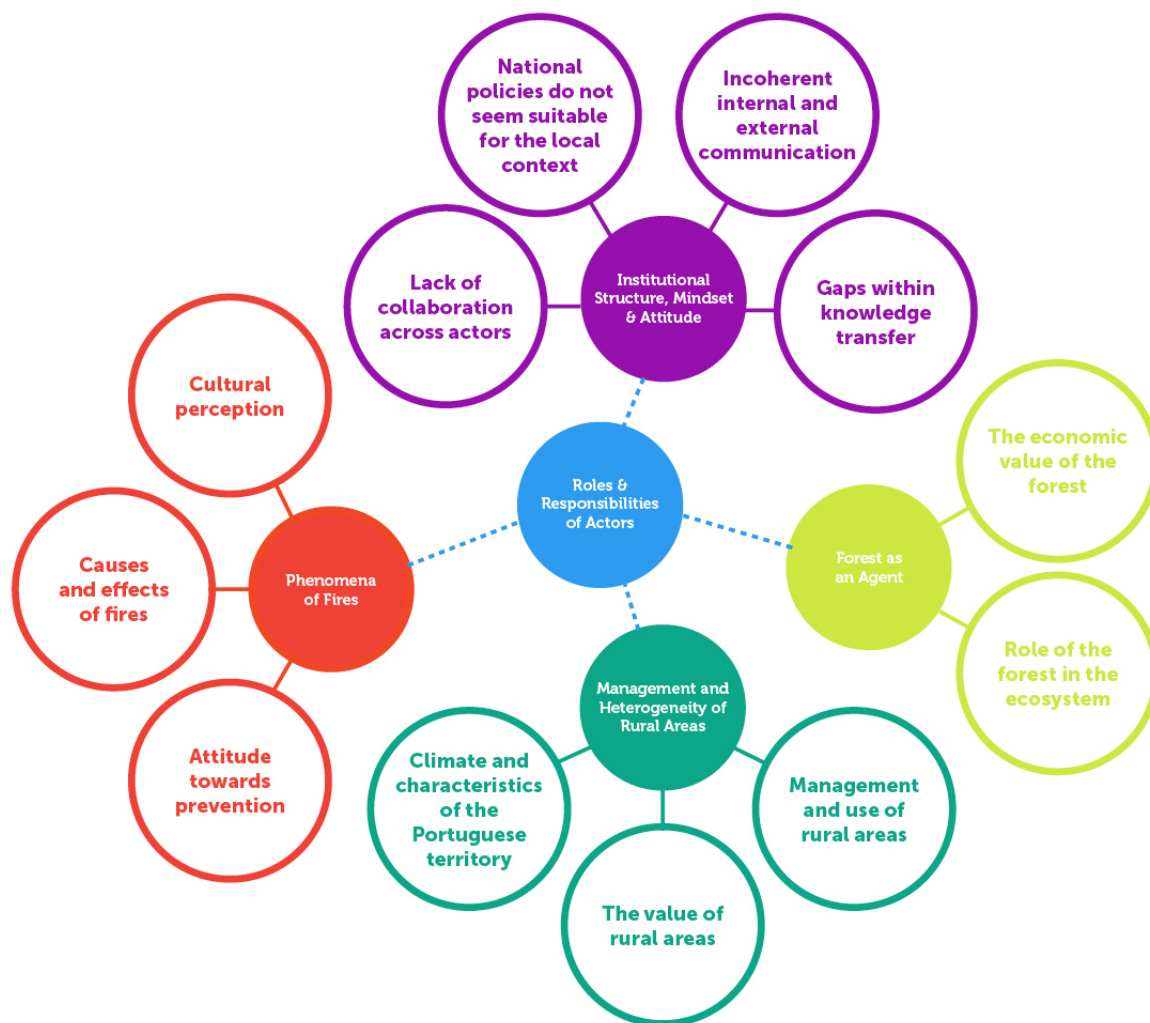 National
policies do not
seem suitable
for the local
context
Incoherent
internal and
external
communication
Lack of
collaboration
across actors
Institutional
Structure, Mindset
& Attitude
Gaps within
knowledge
transfer
Cultural
perception
Causes
and effects
of fires
Attitude
towards
prevention
Phenomena
of Fires
Roles &
Responsibilities
of Actors
Forest as
an Agent
The economic
value of the
forest
Role of the
forest in the
ecosystem
Management and
Heterogeneity of
Rural Areas
Climate and
characteristics
of the
Portuguese
territory
The value of
rural areas
Management
and use of
rural areas